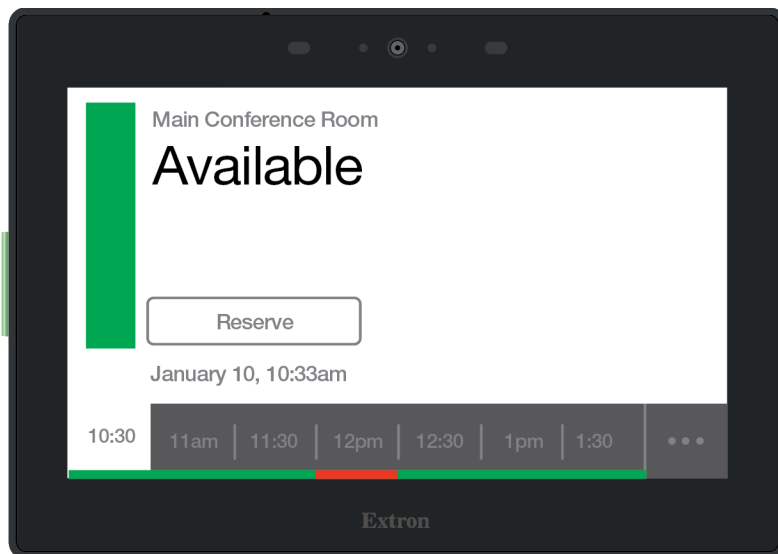 Main Conference Room
Available
Reserve
January 10, 10:33am
10:30 11am 11:30 12pm 12:30 1pm 1:30
Extron